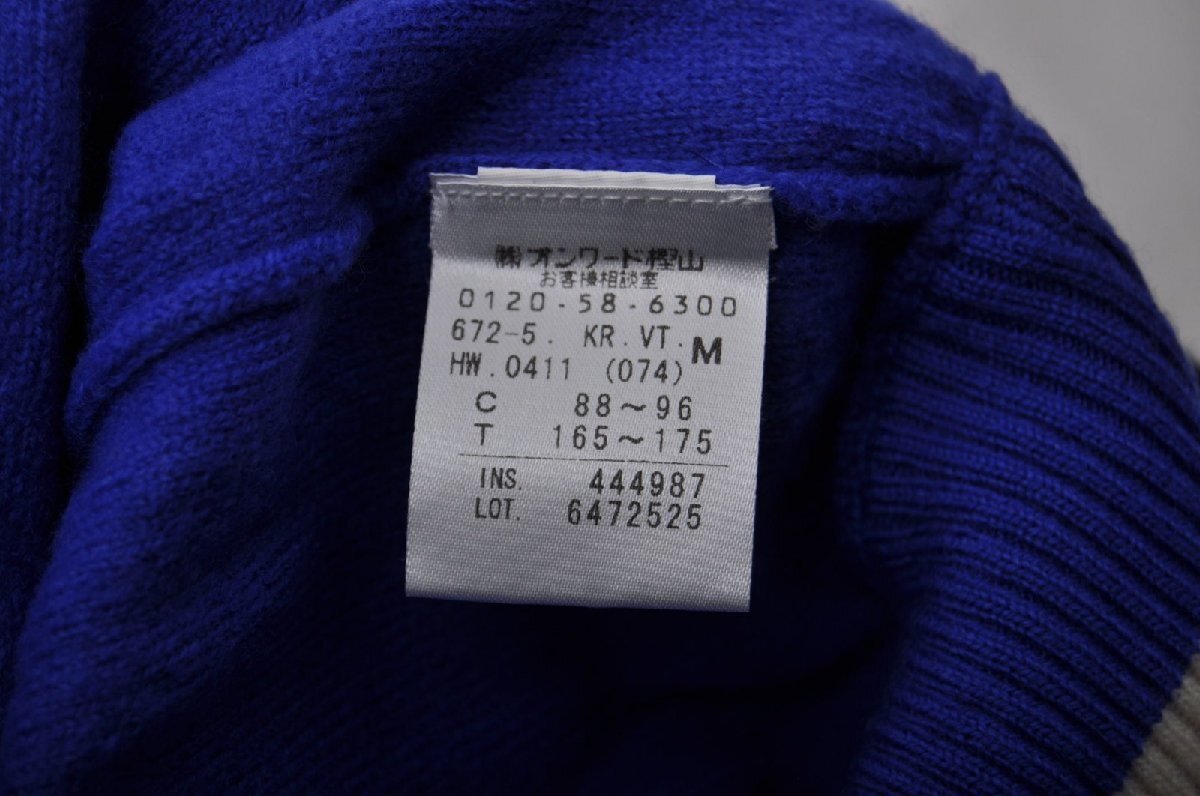 ㈱オンワード樫山
お客様相談室
0120-58-6300
672-5. KR.VT. M
HW.0411 (074)
C 88～96
T 165～175
INS. 444987
LOT. 6472525